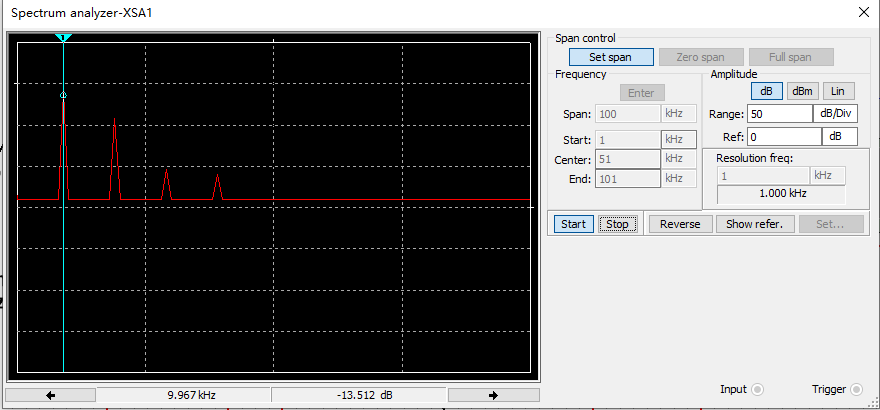 Spectrum analyzer-XSA1
1
Span control
Set span
Zero span
Full span
Frequency
Enter
Span: 100 kHz
Start: 1 kHz
Center: 51 kHz
End: 101 kHz
Amplitude
dB
dBm
Lin
Range: 50 dB/Div
Ref: 0 dB
Resolution freq:
1 kHz
1.000 kHz
Start
Stop
Reverse
Show refer.
Set...
9.967 kHz
-13.512 dB
Input
Trigger